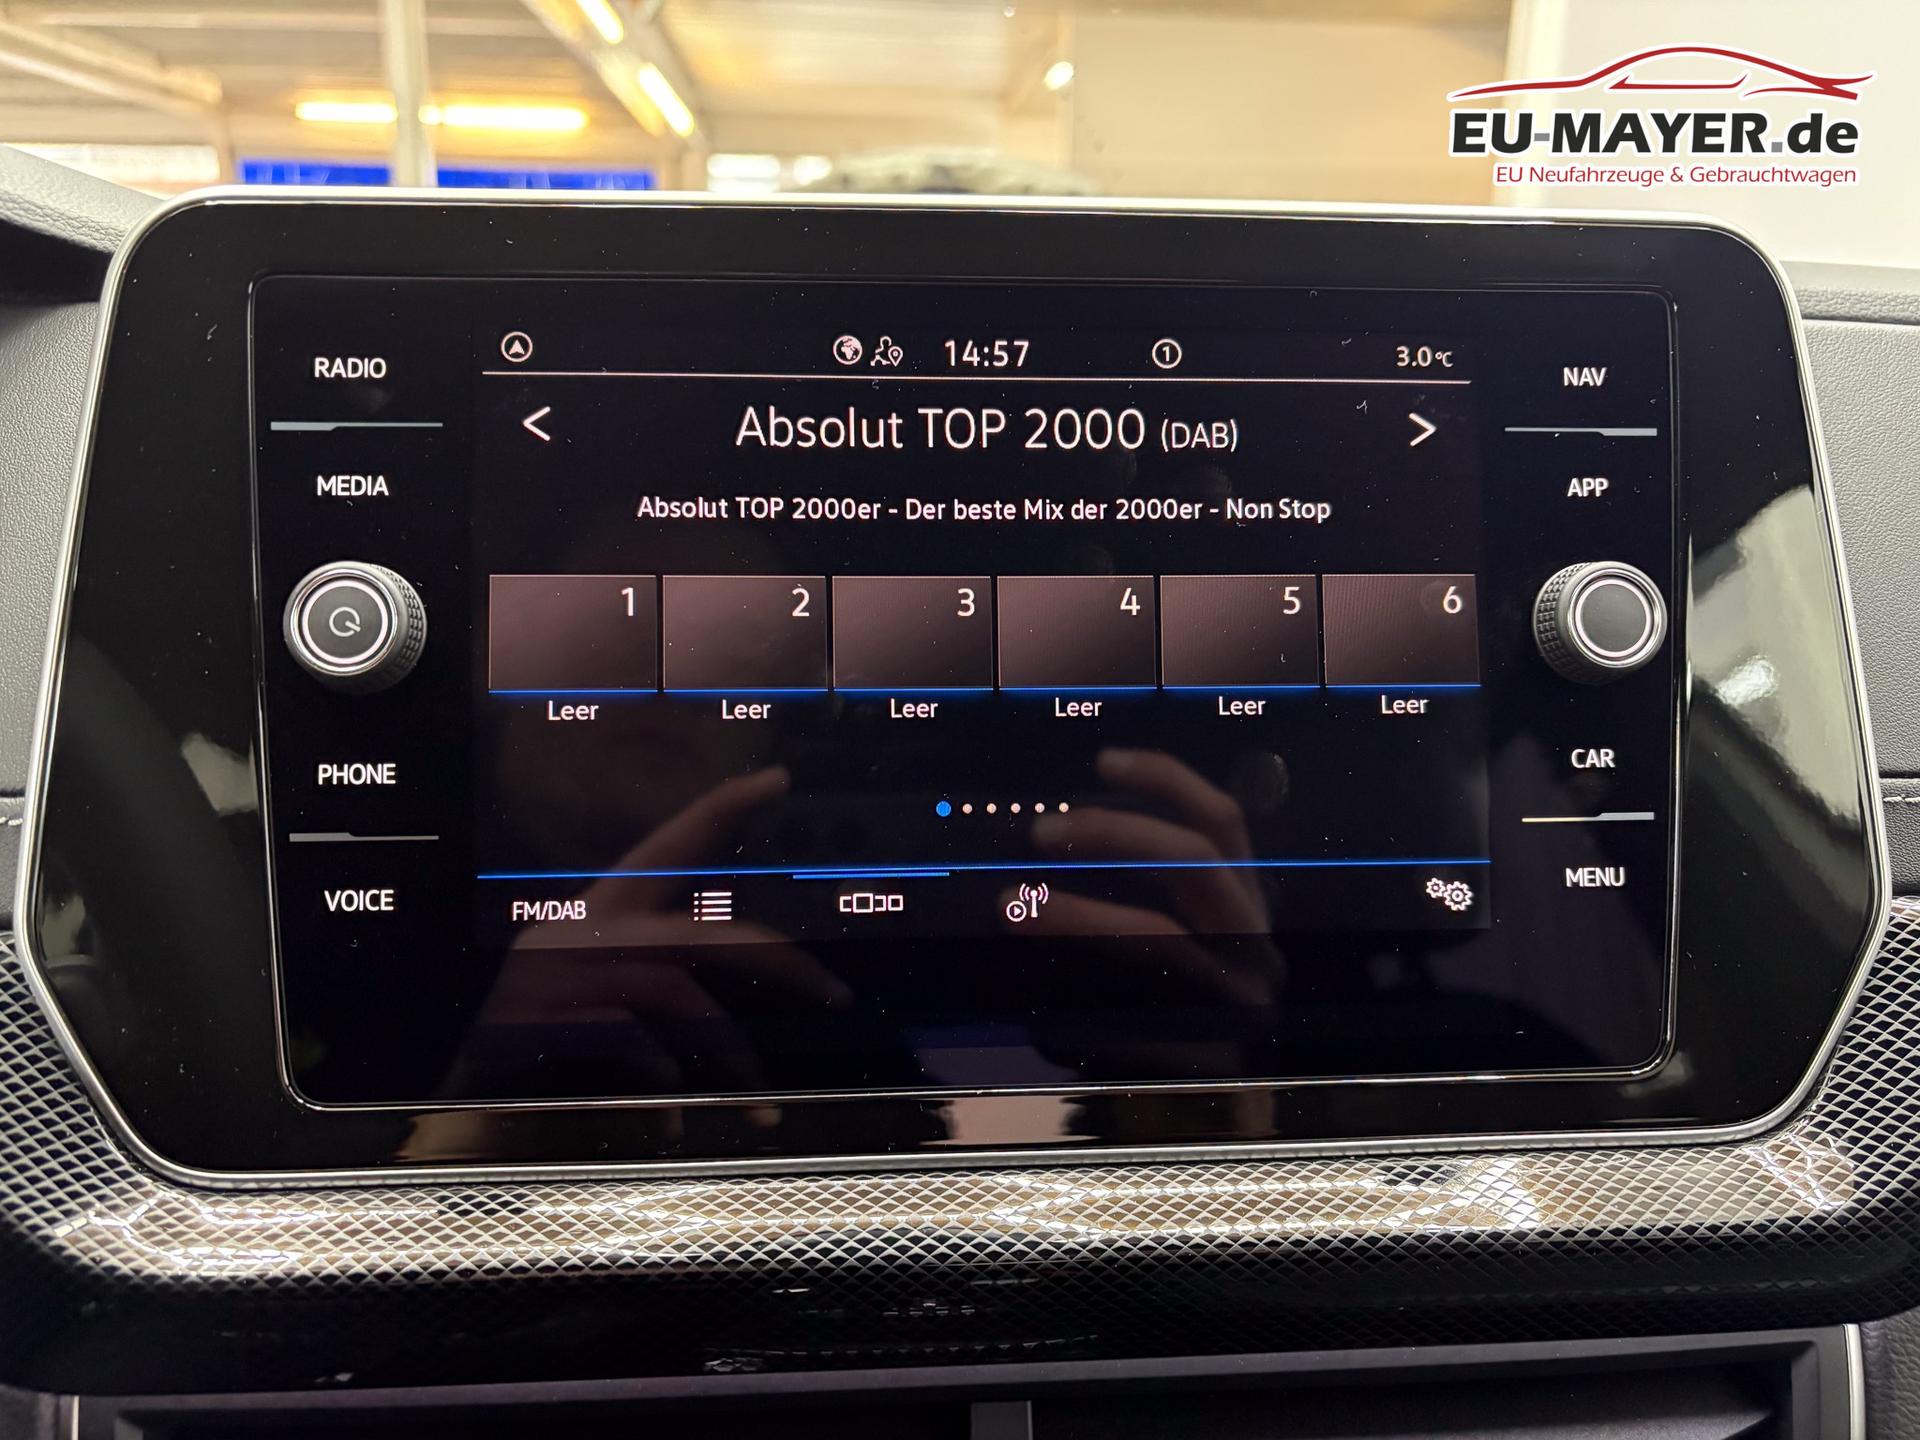 EU-MAYER.de
EU Neufahrzeuge & Gebrauchtwagen
RADIO
14:57
1
3.0°C
NAV
Absolut TOP 2000 (DAB)
MEDIA
Absolut TOP 2000er - Der beste Mix der 2000er - Non Stop
APP
1 2 3 4 5 6
Leer Leer Leer Leer Leer Leer
PHONE
CAR
VOICE
FM/DAB
MENU